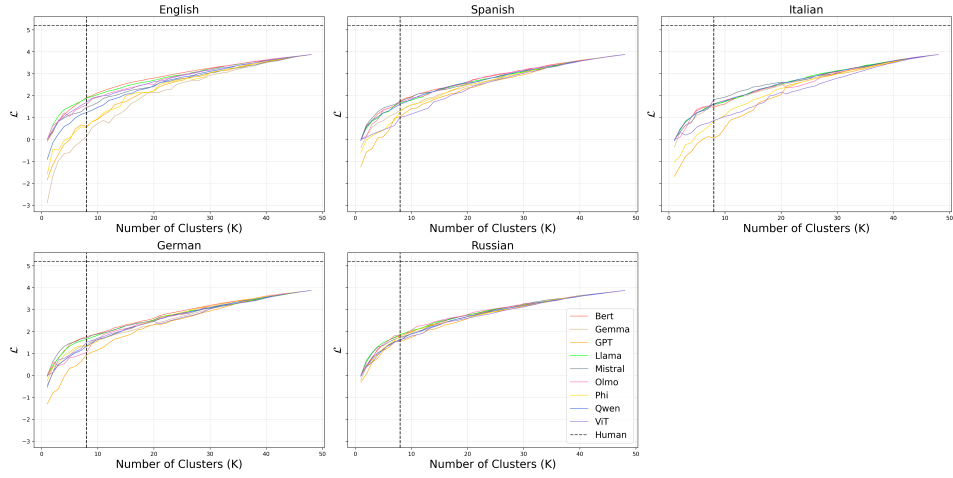 English
5
4
3
2
1
0
−1
−2
−3
ℒ
0 10 20 30 40 50
Number of Clusters (K)
Spanish
ℒ
0 10 20 30 40 50
Number of Clusters (K)
Italian
ℒ
0 10 20 30 40 50
Number of Clusters (K)
German
5
4
3
2
1
0
−1
−2
−3
ℒ
0 10 20 30 40 50
Number of Clusters (K)
Russian
ℒ
0 10 20 30 40 50
Number of Clusters (K)
Bert
Gemma
GPT
Llama
Mistral
Olmo
Phi
Qwen
ViT
Human